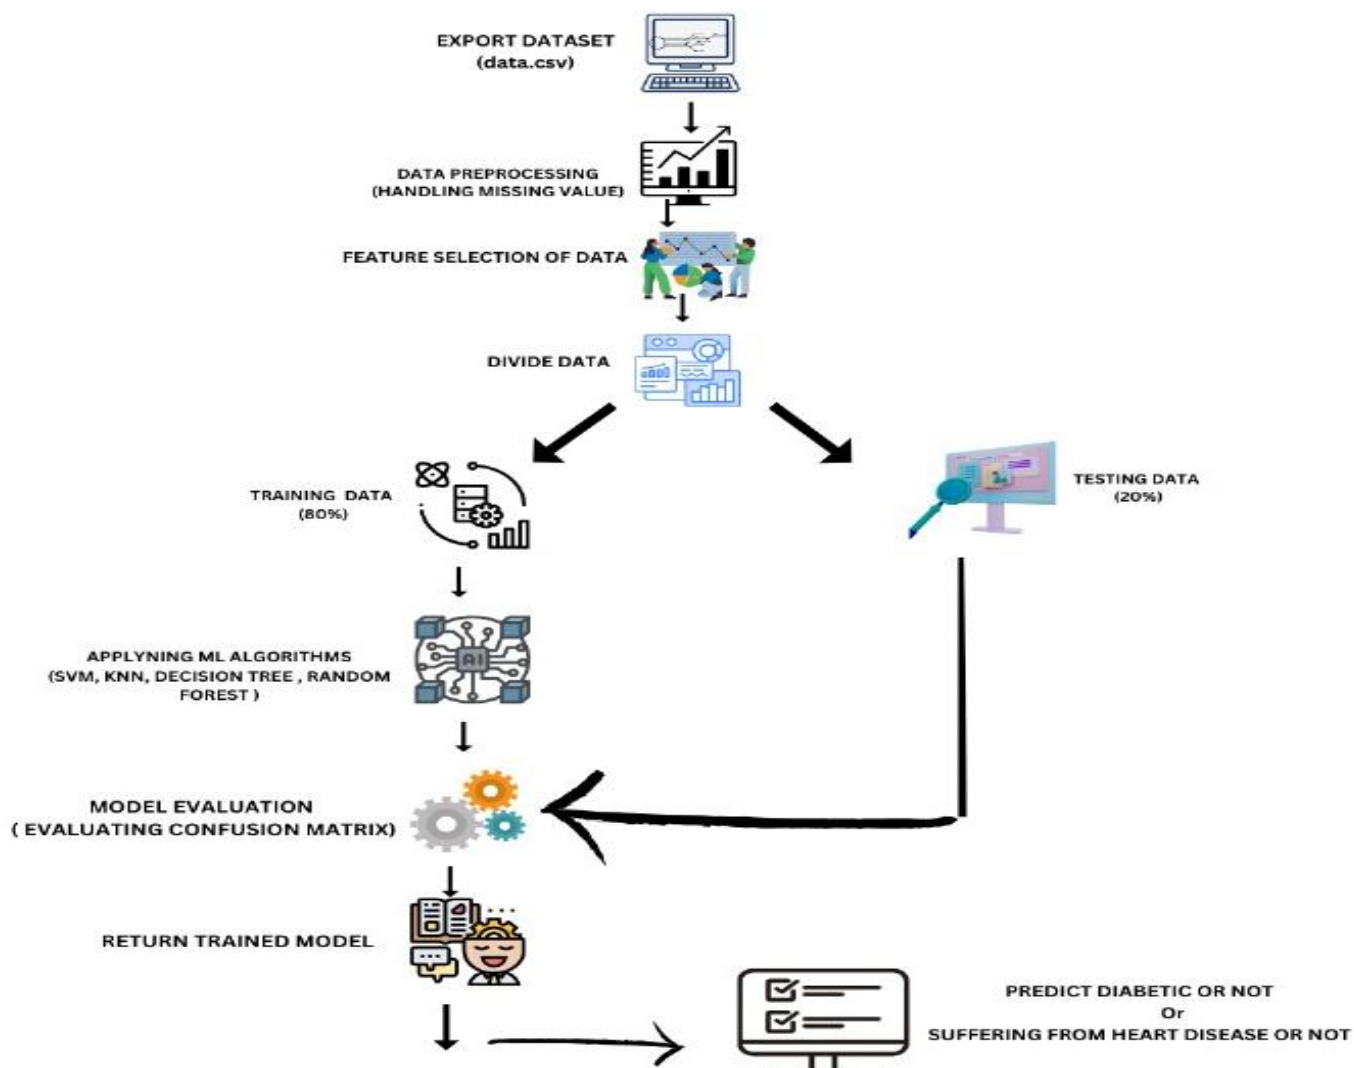 EXPORT DATASET
(data.csv)
DATA PREPROCESSING
(HANDLING MISSING VALUE)
FEATURE SELECTION OF DATA
DIVIDE DATA
TRAINING DATA
(80%)
TESTING DATA
(20%)
APPLYNING ML ALGORITHMS
(SVM, KNN, DECISION TREE , RANDOM
FOREST )
AI
MODEL EVALUATION
( EVALUATING CONFUSION MATRIX)
RETURN TRAINED MODEL
PREDICT DIABETIC OR NOT
Or
SUFFERING FROM HEART DISEASE OR NOT